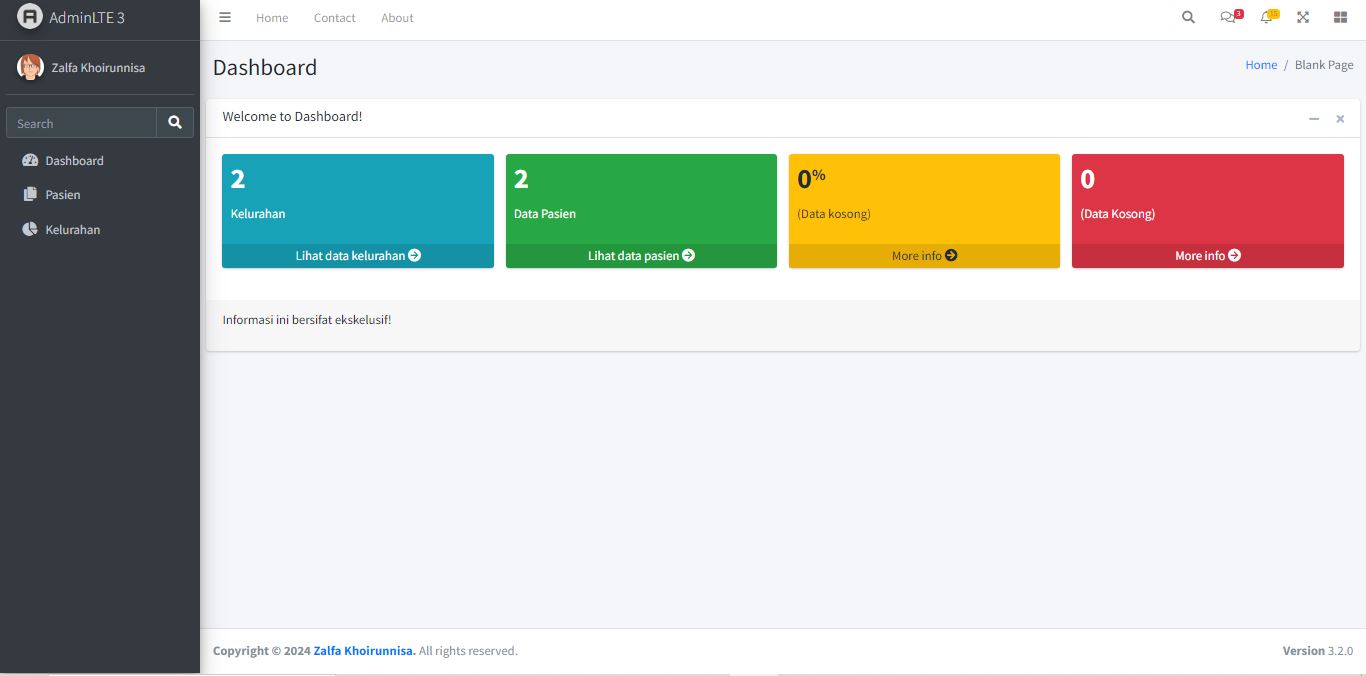 AdminLTE 3
Home Contact About
3
15
Zalfa Khoirunnisa
Search
Dashboard
Pasien
Kelurahan
Dashboard
Home / Blank Page
Welcome to Dashboard!
2
Kelurahan
Lihat data kelurahan
2
Data Pasien
Lihat data pasien
0%
(Data kosong)
More info
0
(Data Kosong)
More info
Informasi ini bersifat ekskelusif!
Copyright © 2024 Zalfa Khoirunnisa. All rights reserved.
Version 3.2.0